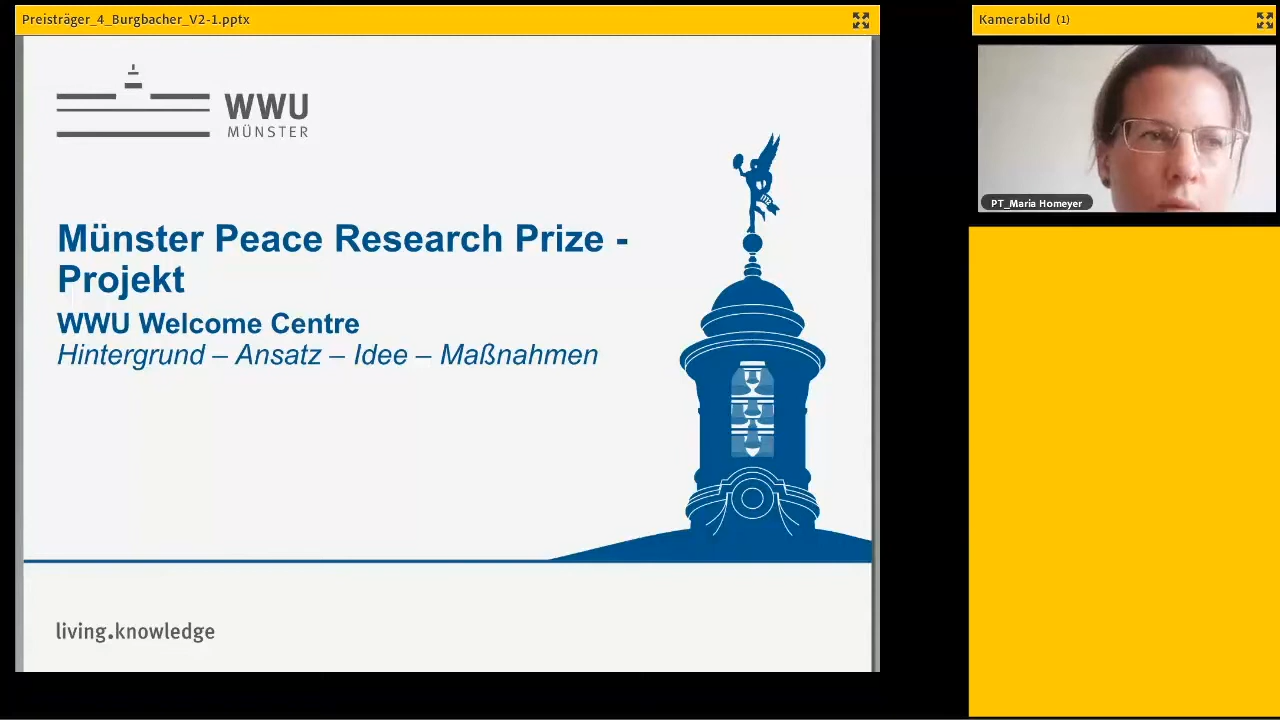 Preisträger_4_Burgbacher_V2-1.pptx
Kamerabild (1)
WWU
MÜNSTER
PT_Maria Homeyer
Münster Peace Research Prize -
Projekt
WWU Welcome Centre
Hintergrund – Ansatz – Idee – Maßnahmen
living.knowledge